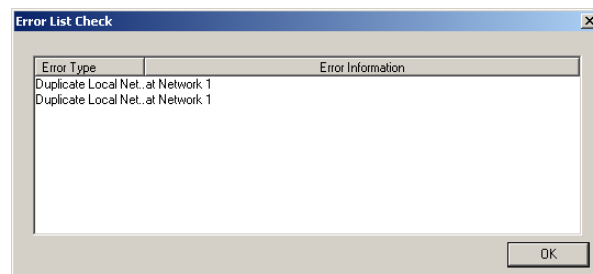 Error List Check
Error Type Error Information
Duplicate Local Net.. at Network 1
Duplicate Local Net.. at Network 1
OK